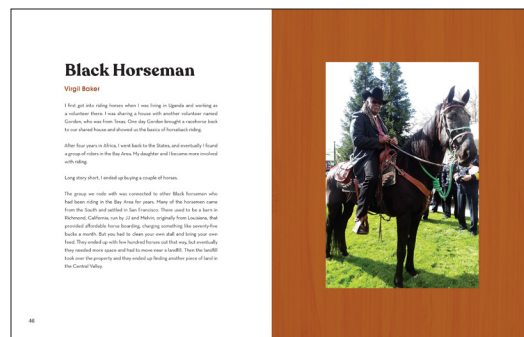 Black Horseman
Virgil Baker
I first got into riding horses when I was living in Uganda and working as
a volunteer there. I was sharing a house with another volunteer named
Gordon, who was from Texas. One day Gordon brought a racehorse back
to our shared house and showed us the basics of horseback riding.
After four years in Africa, I went back to the States, and eventually I found
a group of riders in the Bay Area. My daughter and I became more involved
with riding.
Long story short, I ended up buying a couple of horses.
The group we rode with was connected to other Black horsemen who
had been riding in the Bay Area for years. Many of the horsemen came
from the South and settled in San Francisco. There used to be a barn in
Richmond, California, run by JJ and Melvin, originally from Louisiana, that
provided affordable horse boarding, charging something like seventy-five
bucks a month. But you had to clean your own stall and bring your own
feed. They ended up with few hundred horses out that way, but eventually
they needed more space and had to move near a landfill. Then the landfill
took over the property and they ended up finding another piece of land in
the Central Valley.
46